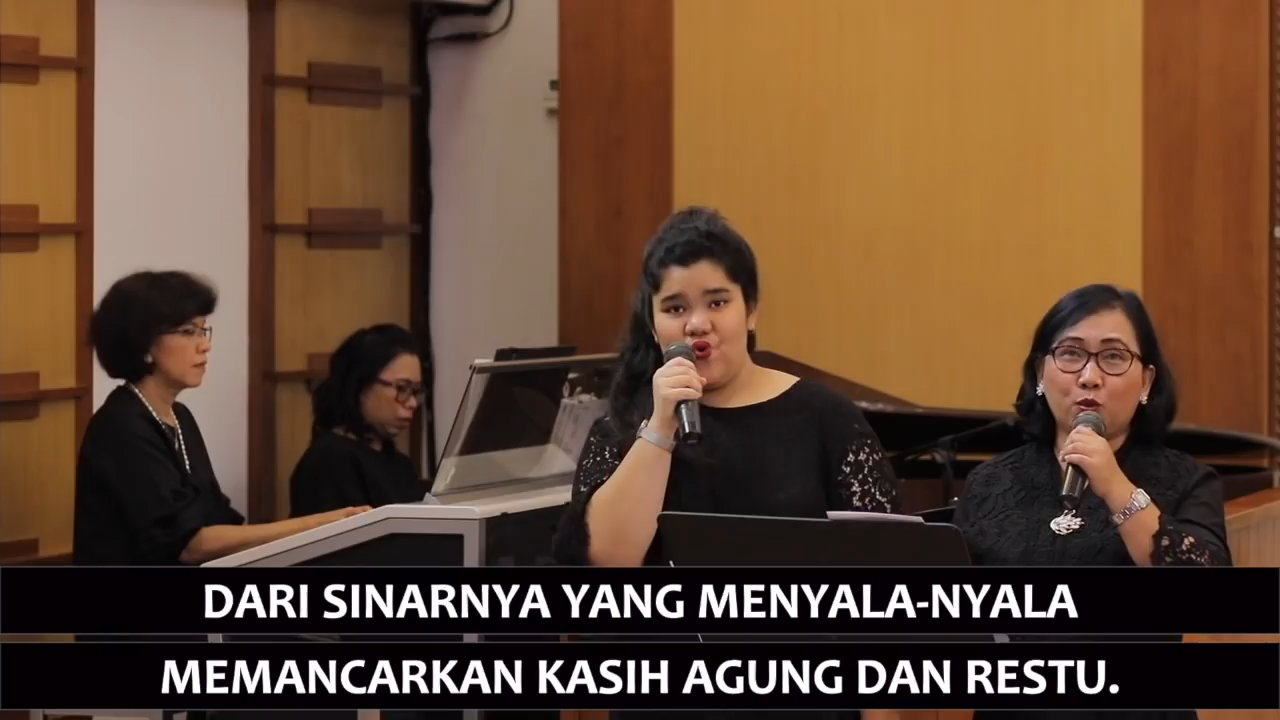 DARI SINARNYA YANG MENYALA-NYALA
MEMANCARKAN KASIH AGUNG DAN RESTU.